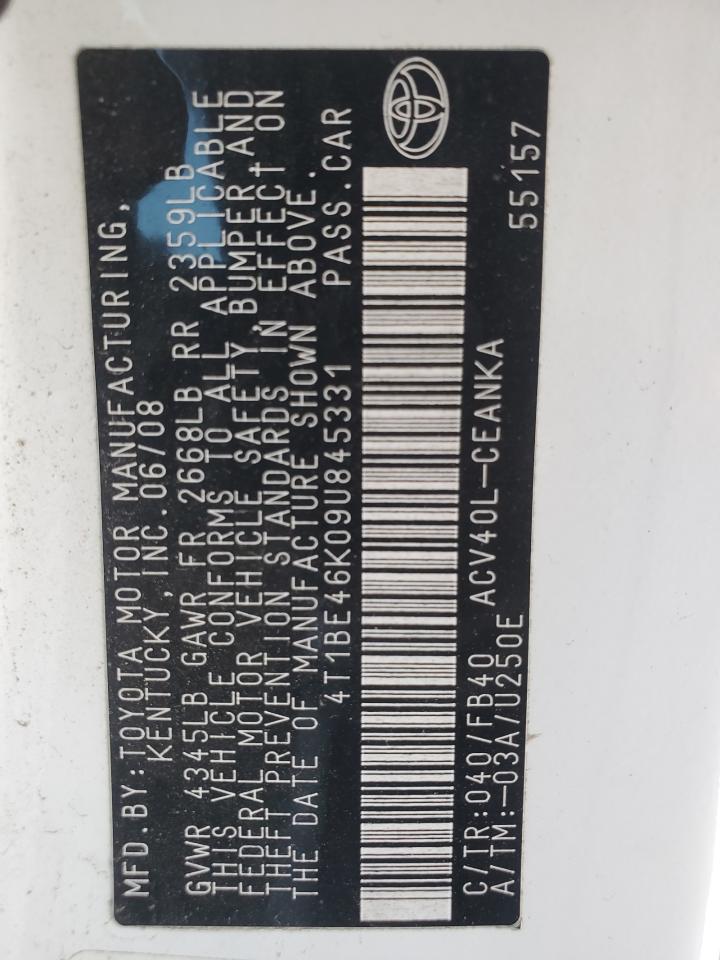 MFD.BY:TOYOTA MOTOR MANUFACTURING,
KENTUCKY, INC.06/08
GVWR 4345LB GAWR FR 2668LB RR 2359LB
THIS VEHICLE CONFORMS TO ALL APPLICABLE
FEDERAL MOTOR VEHICLE SAFETY, BUMPER AND
THEFT PREVENTION STANDARDS IN EFFECT ON
THE DATE OF MANUFACTURE SHOWN ABOVE.
4T1BE46K09U845331 PASS.CAR
C/TR:040/FB40 ACV40L-CEANKA
A/TM:-03A/U250E 55157